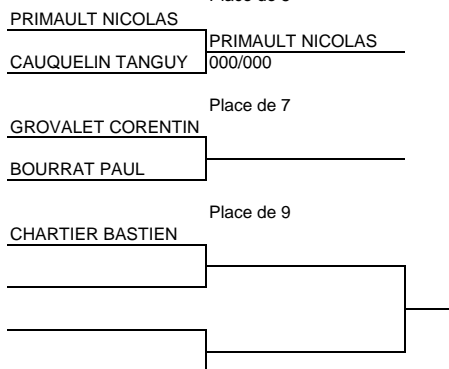 PRIMAULT NICOLAS
PRIMAULT NICOLAS
CAUQUELIN TANGUY 000/000
Place de 7
GROVALET CORENTIN
BOURRAT PAUL
Place de 9
CHARTIER BASTIEN